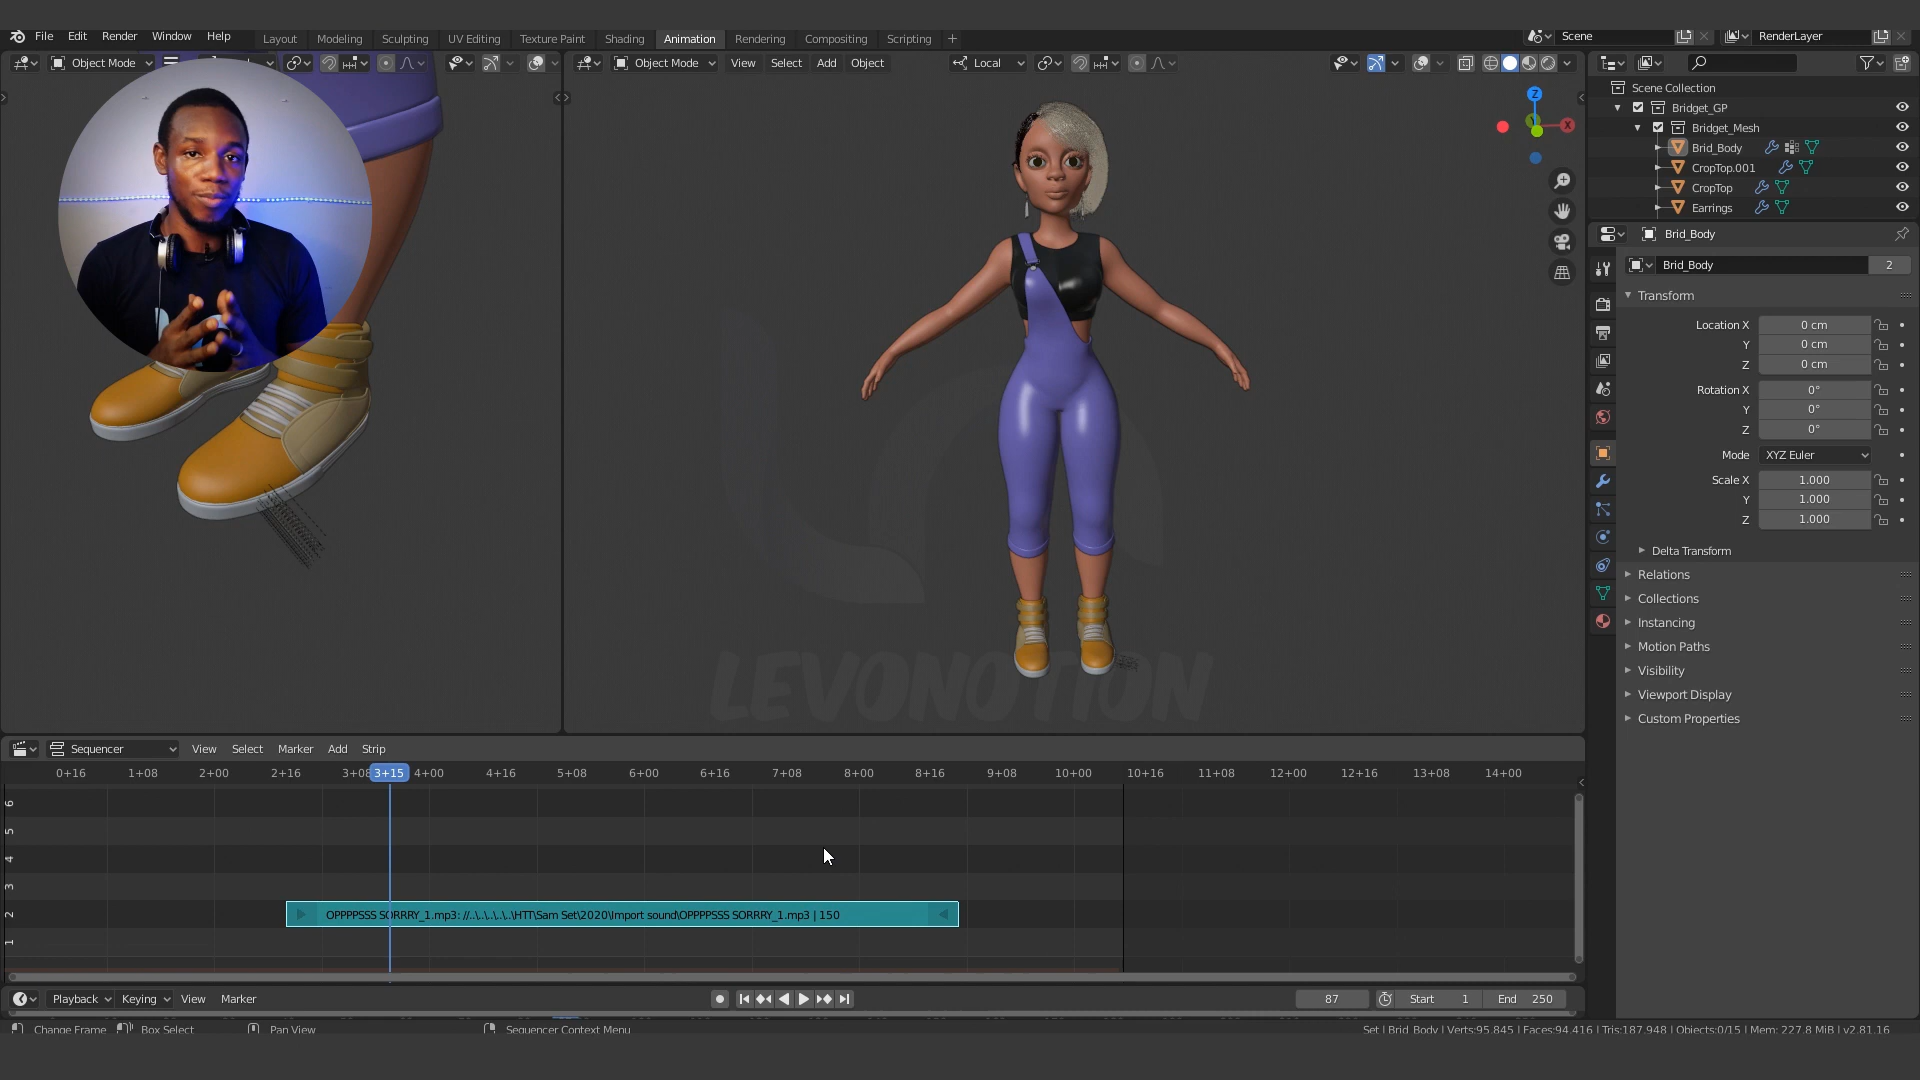 File Edit Render Window Help Layout Modeling Sculpting UV Editing Texture Paint Shading Animation Rendering Compositing Scripting + Scene RenderLayer
Object Mode
Object Mode View Select Add Object Local
Z
X
Scene Collection
Bridget_GP
Bridget_Mesh
Brid_Body
CropTop.001
CropTop
Earrings
Brid_Body
Brid_Body 2
Transform
Location X 0 cm
Y 0 cm
Z 0 cm
Rotation X 0°
Y 0°
Z 0°
Mode XYZ Euler
Scale X 1.000
Y 1.000
Z 1.000
Delta Transform
Relations
Collections
Instancing
Motion Paths
Visibility
Viewport Display
Custom Properties
LEVONOTION
Sequencer View Select Marker Add Strip
0+16 1+08 2+00 2+16 3+08 3+15 4+00 4+16 5+08 6+00 6+16 7+08 8+00 8+16 9+08 10+00 10+16 11+08 12+00 12+16 13+08 14+00
6
5
4
3
2
1
OPPPPSSS SORRRY_1.mp3: //..\..\..\..\..\HTT\Sam Set\2020\Import sound\OPPPPSSS SORRRY_1.mp3 | 150
Playback Keying View Marker 87 Start 1 End 250
Change Frame Box Select Pan View Sequencer Context Menu Set | Brid_Body | Verts:95,845 | Faces:94,416 | Tris:187,948 | Objects:0/15 | Mem: 227.8 MiB | v2.81.16